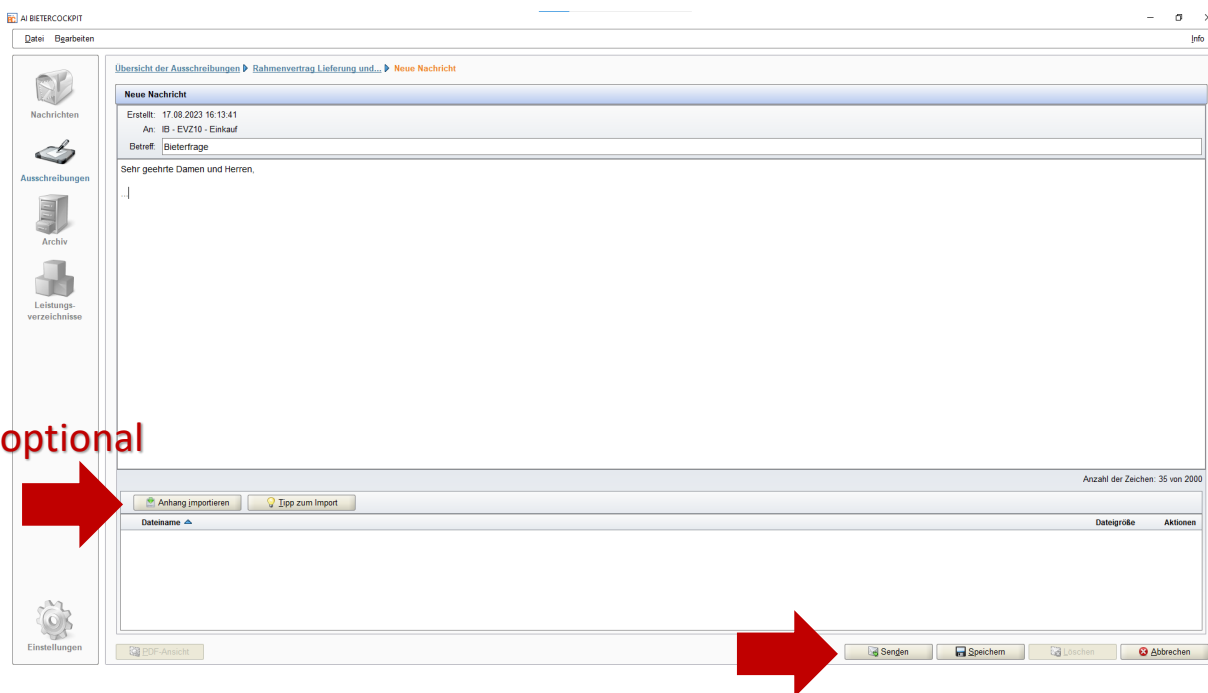 AI BIETERCOCKPIT
Datei Bearbeiten Info
Übersicht der Ausschreibungen Rahmenvertrag Lieferung und... Neue Nachricht
Nachrichten
Ausschreibungen
Archiv
Leistungs-
verzeichnisse
Einstellungen
Neue Nachricht
Erstellt: 17.08.2023 16:13:41
An: IB - EVZ10 - Einkauf
Betreff: Bieterfrage
Sehr geehrte Damen und Herren,
...
optional
Anzahl der Zeichen: 35 von 2000
Anhang importieren Tipp zum Import
Dateiname Dateigröße Aktionen
PDF-Ansicht Senden Speichern Löschen Abbrechen